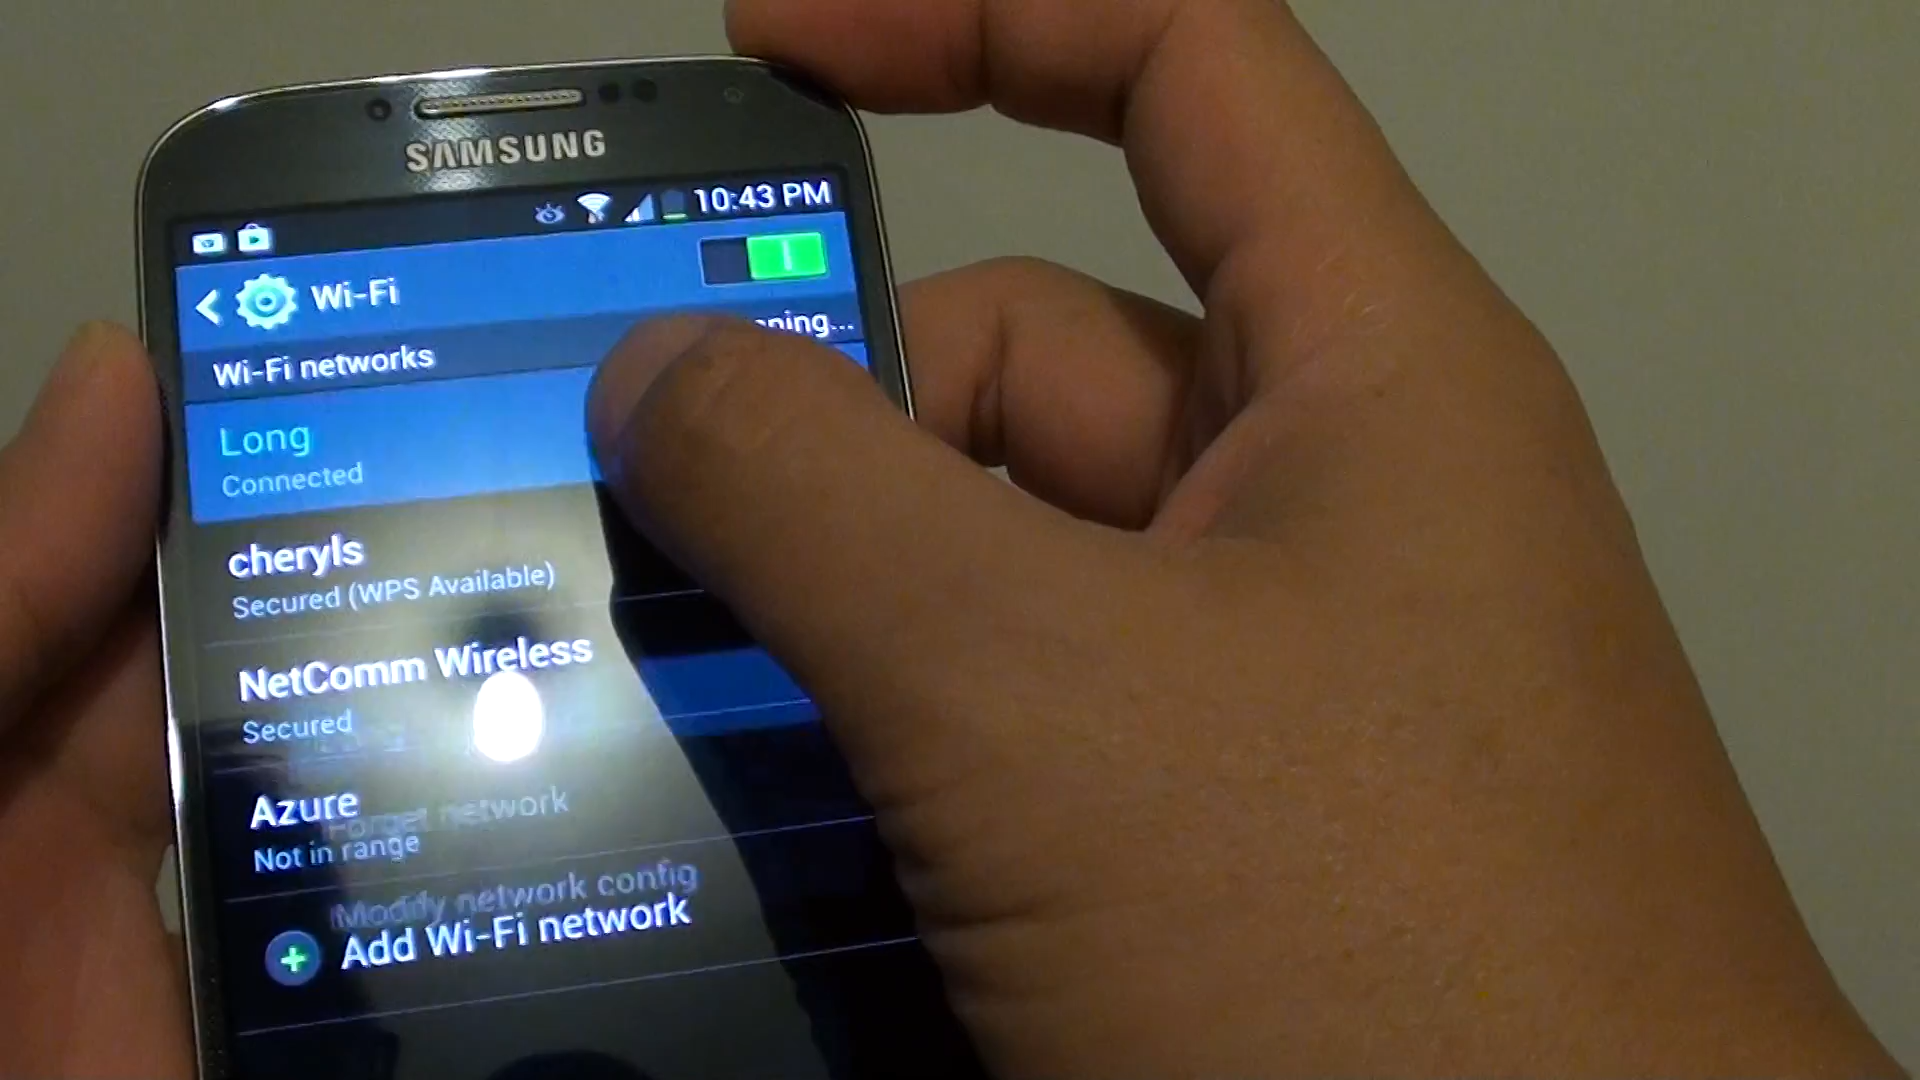 SAMSUNG
10:43 PM
Wi-Fi
Wi-Fi networks
Long
Connected
cheryls
Secured (WPS Available)
NetComm Wireless
Secured
Azure
Forget network
Not in range
Modify network config
Add Wi-Fi network